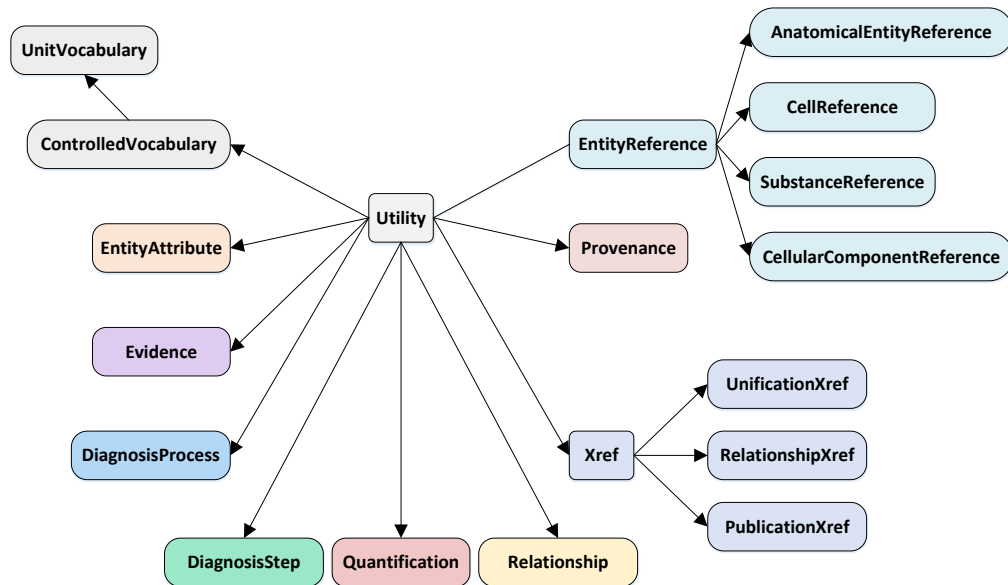 AnatomicalEntityReference
UnitVocabulary
CellReference
ControlledVocabulary
EntityReference
SubstanceReference
Utility
EntityAttribute
Provenance
CellularComponentReference
Evidence
UnificationXref
DiagnosisProcess
Xref
RelationshipXref
PublicationXref
DiagnosisStep
Quantification
Relationship